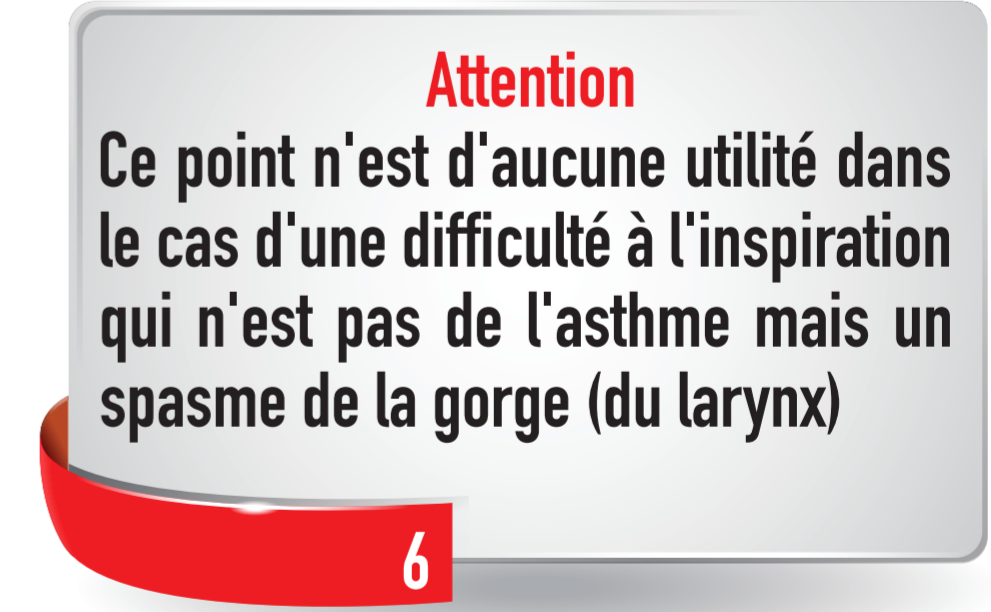 Attention
Ce point n'est d'aucune utilité dans
le cas d'une difficulté à l'inspiration
qui n'est pas de l'asthme mais un
spasme de la gorge (du larynx)
6